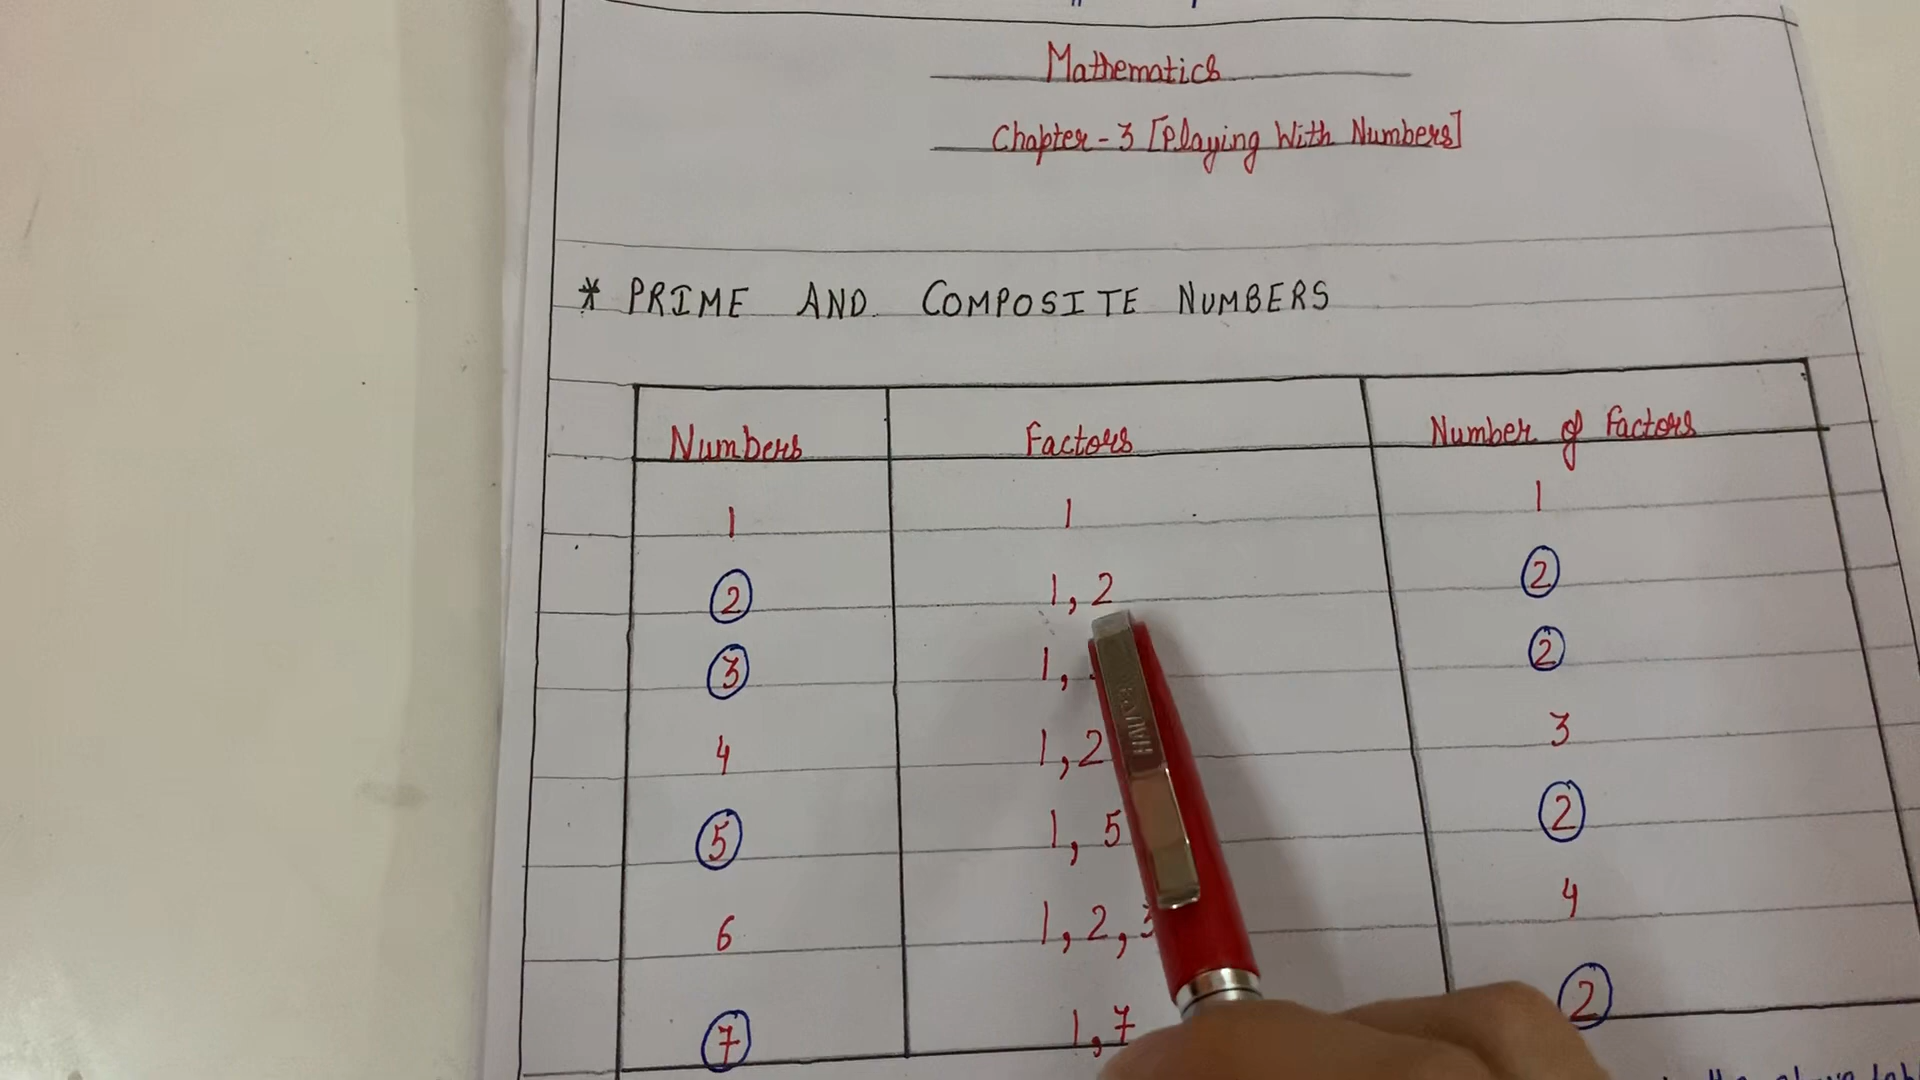 Mathematics
Chapter-3 [Playing With Numbers]
* PRIME AND COMPOSITE NUMBERS
Numbers Factors Number of Factors
1 1 1
2 1, 2 2
3 1, 2
4 1, 2 3
5 1, 5 2
6 1, 2, 3 4
7 1, 7 2